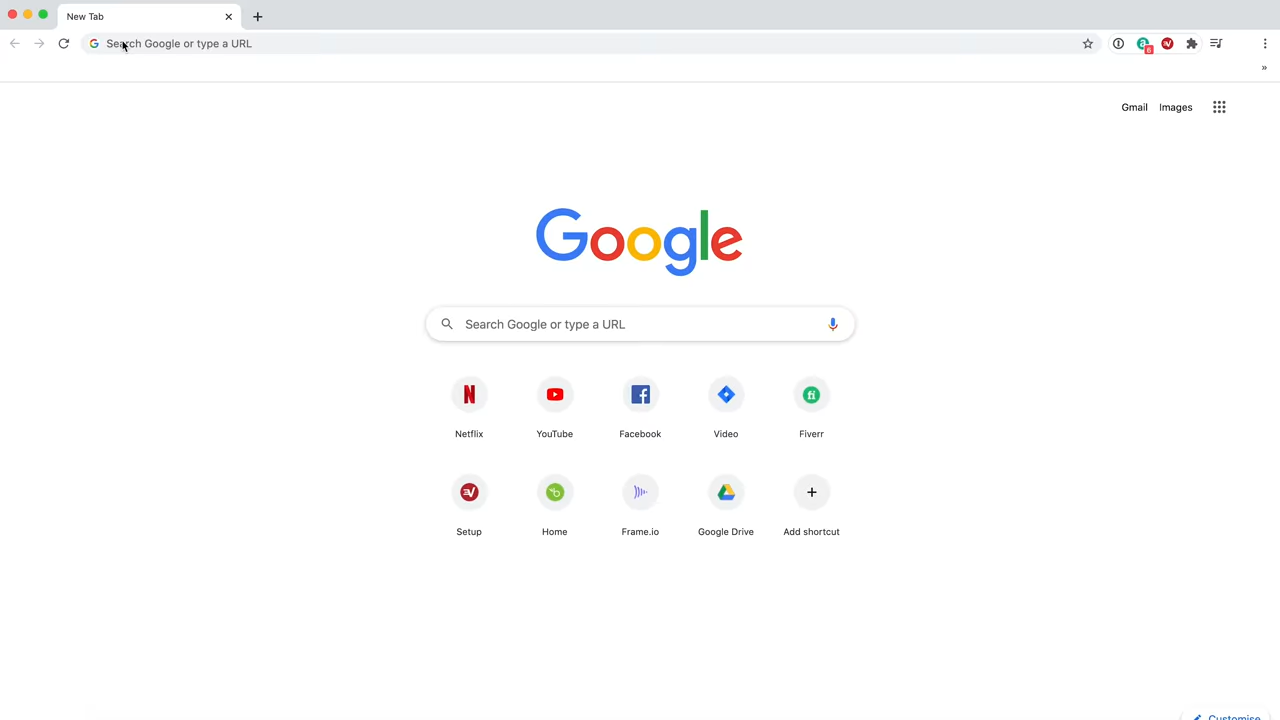 New Tab
Search Google or type a URL
Gmail Images
Google
Search Google or type a URL
Netflix YouTube Facebook Video Fiverr
Setup Home Frame.io Google Drive Add shortcut
Customise